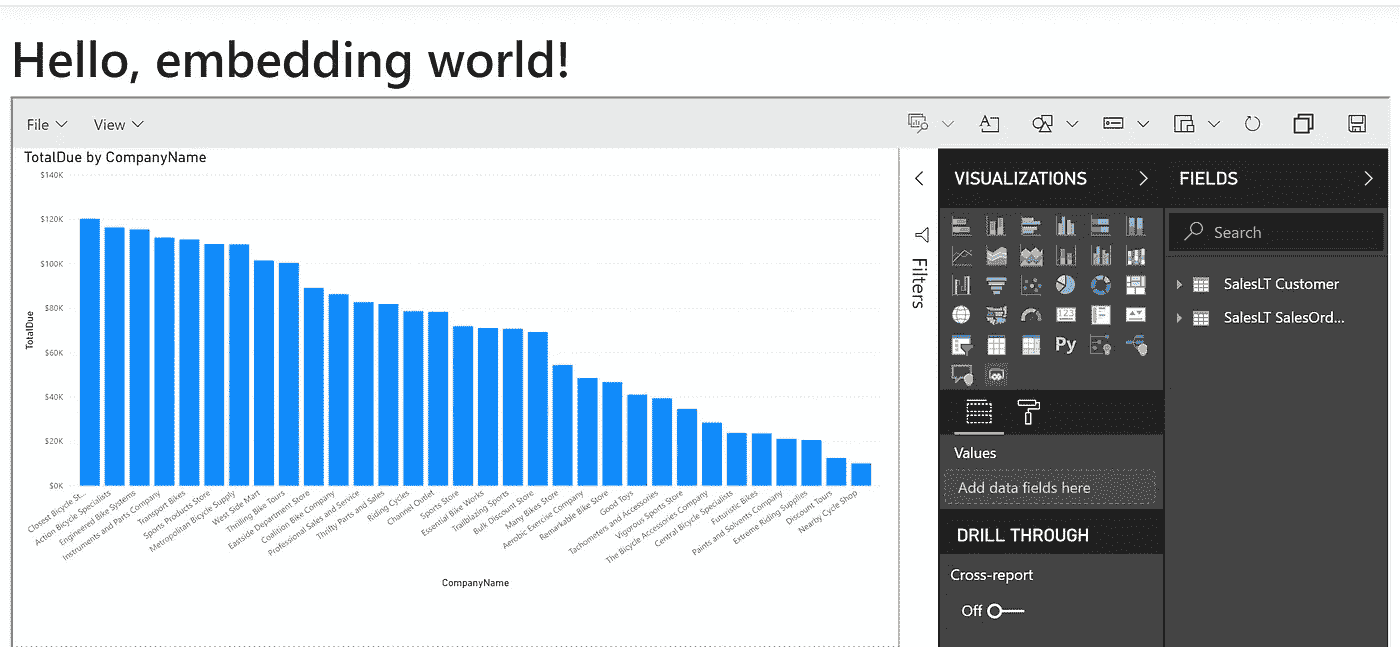 Hello, embedding world!
File View
TotalDue by CompanyName
$140K
$120K
$100K
$80K
$60K
$40K
$20K
$0K
TotalDue
Closest Bicycle St...
Action Bicycle Specialists
Engineered Bike Systems
Instruments and Parts Company
Transport Bikes
Sports Products Store
Metropolitan Bicycle Supply
West Side Mart
Thrilling Bike Tours
Eastside Department Store
Coalition Bike Company
Professional Sales and Service
Thrifty Parts and Sales
Riding Cycles
Channel Outlet
Sports Store
Essential Bike Works
Trailblazing Sports
Bulk Discount Store
Many Bikes Store
Aerobic Exercise Company
Remarkable Bike Store
Good Toys
Tachometers and Accessories
Vigorous Sports Store
The Bicycle Accessories Company
Central Bicycle Specialists
Futuristic Bikes
Paints and Solvents Company
Extreme Riding Supplies
Discount Tours
Nearby Cycle Shop
CompanyName
Filters
VISUALIZATIONS
123
Py
Values
Add data fields here
DRILL THROUGH
Cross-report
Off
FIELDS
Search
SalesLT Customer
SalesLT SalesOrd...